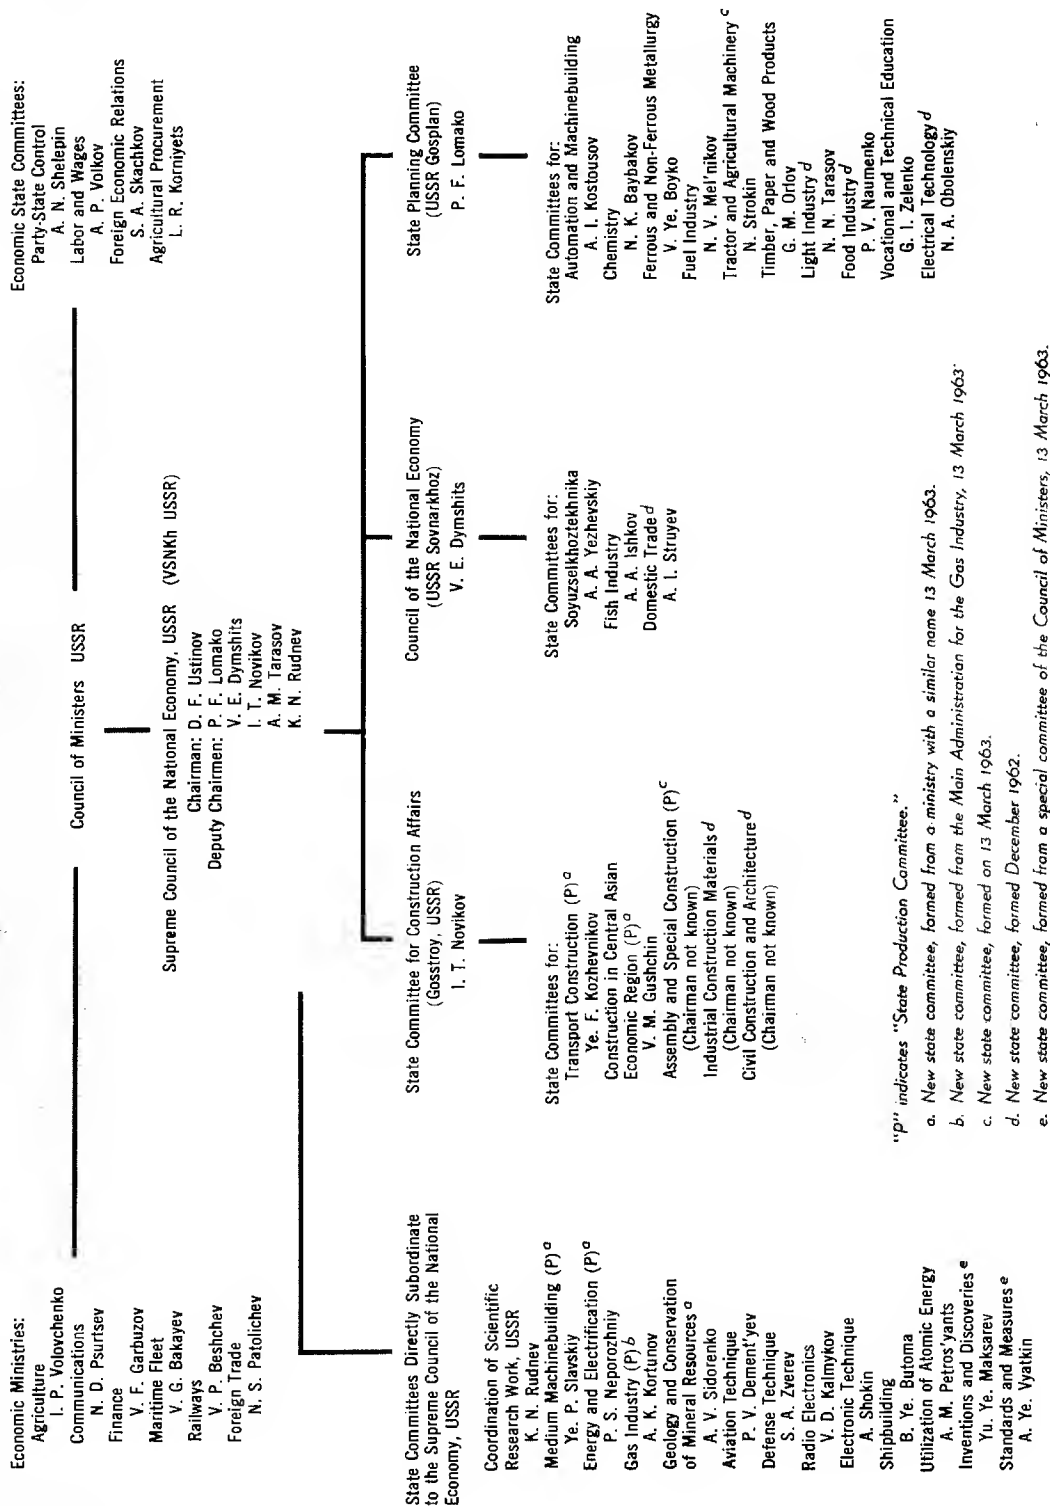 Economic Ministries:
Agriculture
I. P. Volovchenko
Communications
N. D. Psurtsev
Finance
V. F. Garbuzov
Maritime Fleet
V. G. Bakayev
Railways
V. P. Beshchev
Foreign Trade
N. S. Patolichev
Council of Ministers USSR
Economic State Committees:
Party-State Control
A. N. Shelepin
Labor and Wages
A. P. Volkov
Foreign Economic Relations
S. A. Skachkov
Agricultural Procurement
L. R. Korniyets
Supreme Council of the National Economy, USSR (VSNKh USSR)
Chairman: D. F. Ustinov
Deputy Chairmen: P. F. Lomako
V. E. Dymshits
I. T. Novikov
A. M. Tarasov
K. N. Rudnev
State Committees Directly Subordinate
to the Supreme Council of the National
Economy, USSR
Coordination of Scientific
Research Work, USSR
K. N. Rudnev
Medium Machinebuilding (P) a
Ye. P. Slavskiy
Energy and Electrification (P) a
P. S. Neporozhniy
Gas Industry (P) b
A. K. Kortunov
Geology and Conservation
of Mineral Resources a
A. V. Sidorenko
Aviation Technique
P. V. Dement'yev
Defense Technique
S. A. Zverev
Radio Electronics
V. D. Kalmykov
Electronic Technique
A. Shokin
Shipbuilding
B. Ye. Butoma
Utilization of Atomic Energy
A. M. Petros'yants
Inventions and Discoveries e
Yu. Ye. Maksarev
Standards and Measures e
A. Ye. Vyatkin
State Committee for Construction Affairs
(Gosstroy, USSR)
I. T. Novikov
State Committees for:
Transport Construction (P) a
Ye. F. Kozhevnikov
Construction in Central Asian
Economic Region (P) a
V. M. Gushchin
Assembly and Special Construction (P) c
(Chairman not known)
Industrial Construction Materials d
(Chairman not known)
Civil Construction and Architecture d
(Chairman not known)
Council of the National Economy
(USSR Sovnarkhoz)
V. E. Dymshits
State Committees for:
Soyuzselkhoztekhnika
A. A. Yezhevskiy
Fish Industry
A. A. Ishkov
Domestic Trade d
A. I. Struyev
State Planning Committee
(USSR Gosplan)
P. F. Lomako
State Committees for:
Automation and Machinebuilding
A. I. Kostousov
Chemistry
N. K. Baybakov
Ferrous and Non-Ferrous Metallurgy
V. Ye. Boyko
Fuel Industry
N. V. Mel'nikov
Tractor and Agricultural Machinery c
N. Strokin
Timber, Paper and Wood Products
G. M. Orlov
Light Industry d
N. N. Tarasov
Food Industry d
P. V. Naumenko
Vocational and Technical Education
G. I. Zelenko
Electrical Technology d
N. A. Obolenskiy
"P" indicates "State Production Committee."
a. New state committee, formed from a ministry with a similar name 13 March 1963.
b. New state committee, formed from the Main Administration for the Gas Industry, 13 March 1963
c. New state committee, formed on 13 March 1963.
d. New state committee, formed December 1962.
e. New state committee, formed from a special committee of the Council of Ministers, 13 March 1963.